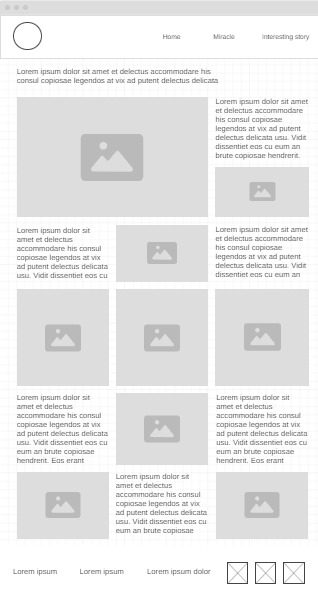 Home
Miracle
interesting story
Lorem ipsum dolor sit amet et delectus accommodare his
consul copiosae legendos at vix ad putent delectus delicata
Lorem ipsum dolor sit amet
et delectus accommodare
his consul copiosae
legendos at vix ad putent
delectus delicata usu. Vidit
dissentiet eos cu eum an
brute copiosae hendrerit.
Lorem ipsum dolor sit
amet et delectus
accommodare his consul
copiosae legendos at vix
ad putent delectus delicata
usu. Vidit dissentiet eos cu
Lorem ipsum dolor sit amet
et delectus accommodare
his consul copiosae
legendos at vix ad putent
delectus delicata usu. Vidit
dissentiet eos cu eum an
Lorem ipsum dolor sit
amet et delectus
accommodare his consul
copiosae legendos at vix
ad putent delectus delicata
usu. Vidit dissentiet eos cu
eum an brute copiosae
hendrerit. Eos erant
Lorem ipsum dolor sit
amet et delectus
accommodare his consul
copiosae legendos at vix
ad putent delectus delicata
usu. Vidit dissentiet eos cu
eum an brute copiosae
hendrerit. Eos erant
Lorem ipsum dolor sit
amet et delectus
accommodare his consul
copiosae legendos at vix
ad putent delectus delicata
usu. Vidit dissentiet eos cu
eum an brute copiosae
Lorem ipsum
Lorem ipsum
Lorem ipsum dolor